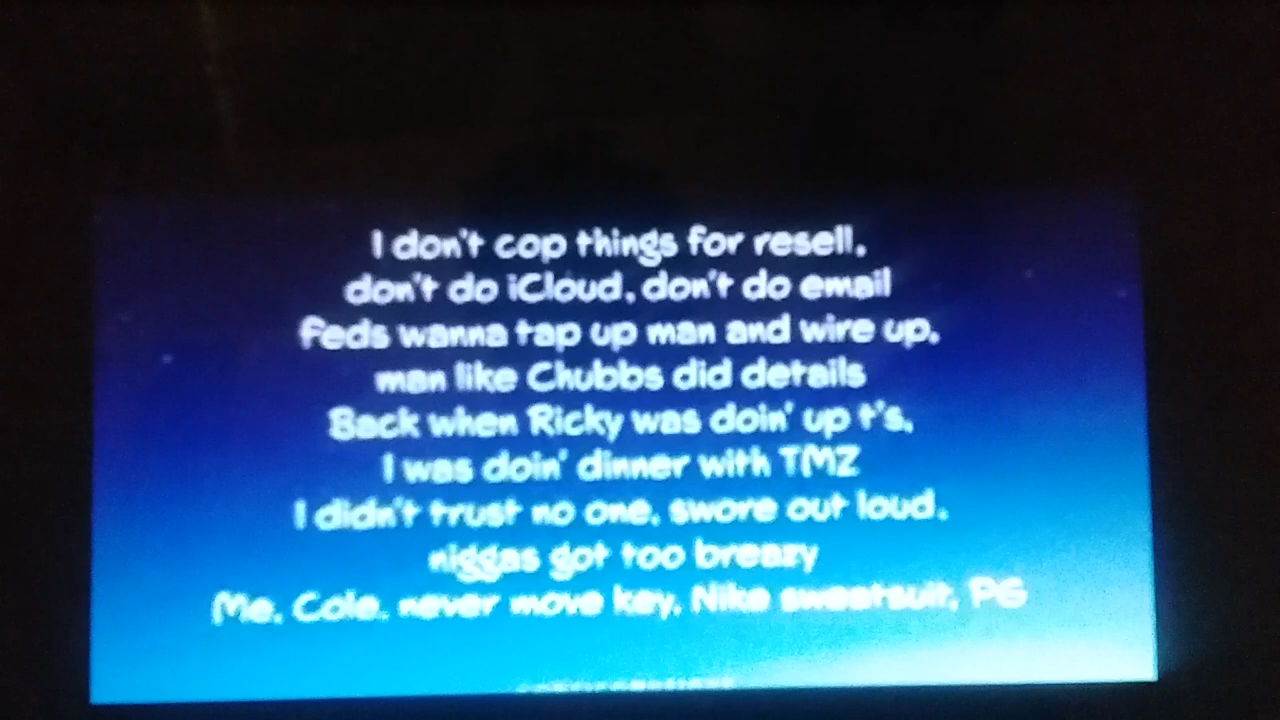 I don't cop things for resell,
don't do iCloud, don't do email
Feds wanna tap up man and wire up,
man like Chubbs did details
Back when Ricky was doin' up t's,
I was doin' dinner with TMZ
I didn't trust no one, swore out loud,
niggas got too breazy
Me, Cole, never move key, Nike sweatsuit, PG